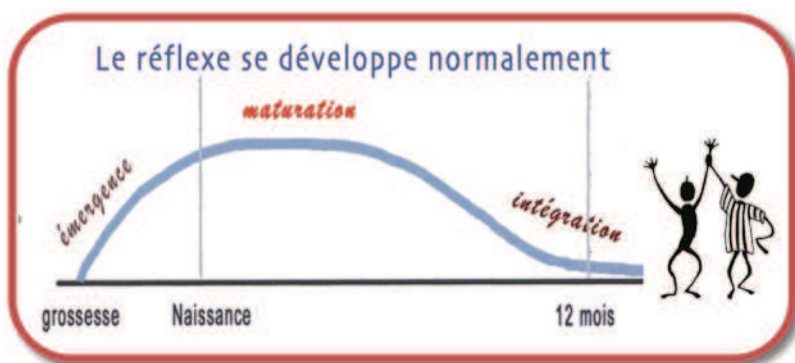 Le réflexe se développe normalement
maturation
émergence
intégration
grossesse Naissance 12 mois